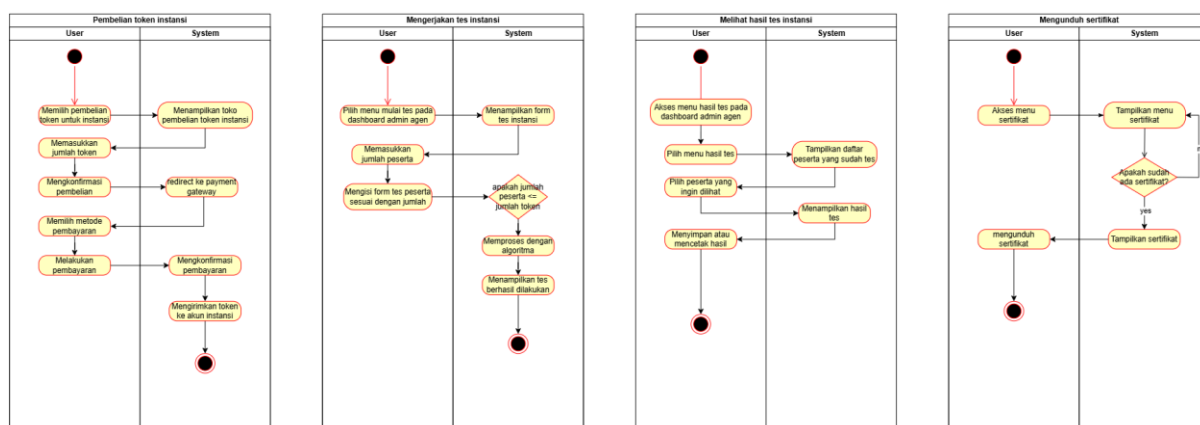 Pembelian token instansi
User
System
Memilih pembelian
token untuk instansi
Menampilkan toko
pembelian token instansi
Memasukkan
jumlah token
Mengkonfirmasi
pembelian
redirect ke payment
gateway
Memilih metode
pembayaran
Melakukan
pembayaran
Mengkonfirmasi
pembayaran
Mengirimkan token
ke akun instansi
Mengerjakan tes instansi
User
System
Pilih menu mulai tes pada
dashboard admin agen
Menampilkan form
tes instansi
Memasukkan
jumlah peserta
Mengisi form tes peserta
sesuai dengan jumlah
apakah jumlah
peserta <=
jumlah token
Memproses dengan
algoritma
Menampilkan tes
berhasil dilakukan
Melihat hasil tes instansi
User
System
Akses menu hasil tes pada
dashboard admin agen
Pilih menu hasil tes
Tampilkan daftar
peserta yang sudah tes
Pilih peserta yang
ingin dilihat
Menampilkan hasil
tes
Menyimpan atau
mencetak hasil
Mengunduh sertifikat
User
System
Akses menu
sertifikat
Tampilkan menu
sertifikat
Apakah sudah
ada sertifikat?
yes
Tampilkan sertifikat
mengunduh
sertifikat